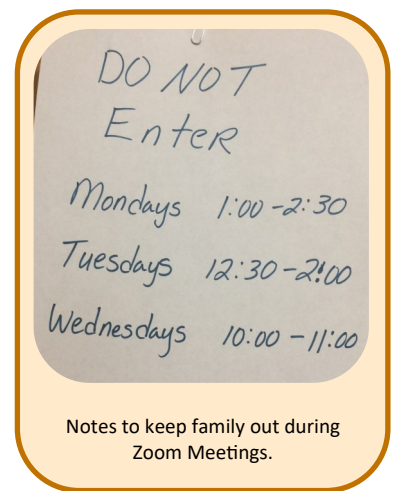 DO NOT
Enter
Mondays 1:00-2:30
Tuesdays 12:30-2:00
Wednesdays 10:00-11:00
Notes to keep family out during
Zoom Meetings.